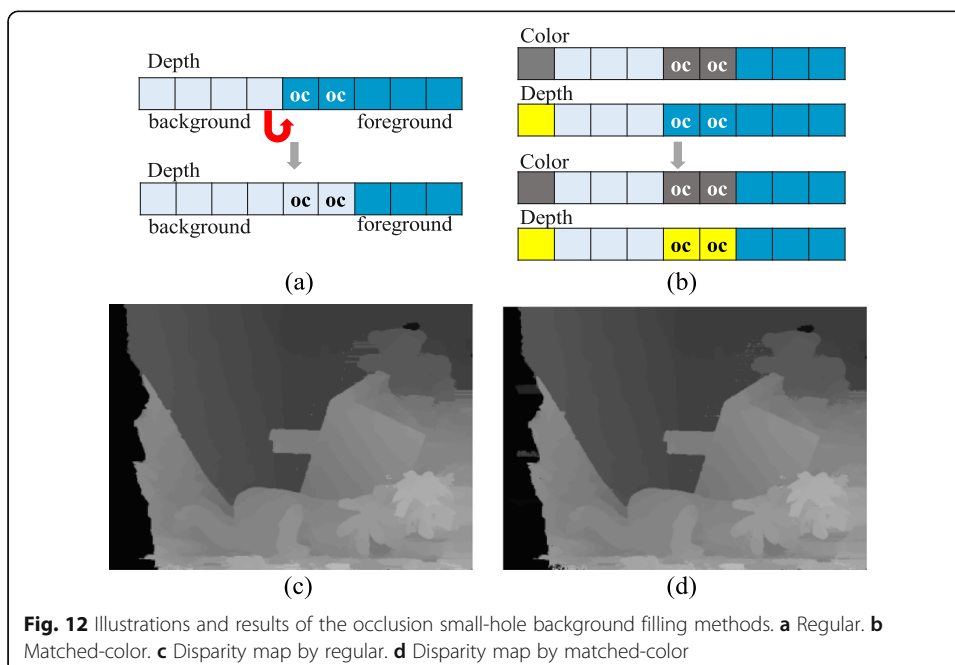 Depth
oc oc
background foreground
Depth
oc oc
background foreground
(a)
Color
oc oc
Depth
oc oc
Color
oc oc
Depth
oc oc
(b)
(c)
(d)
Fig. 12 Illustrations and results of the occlusion small-hole background filling methods. a Regular. b
Matched-color. c Disparity map by regular. d Disparity map by matched-color